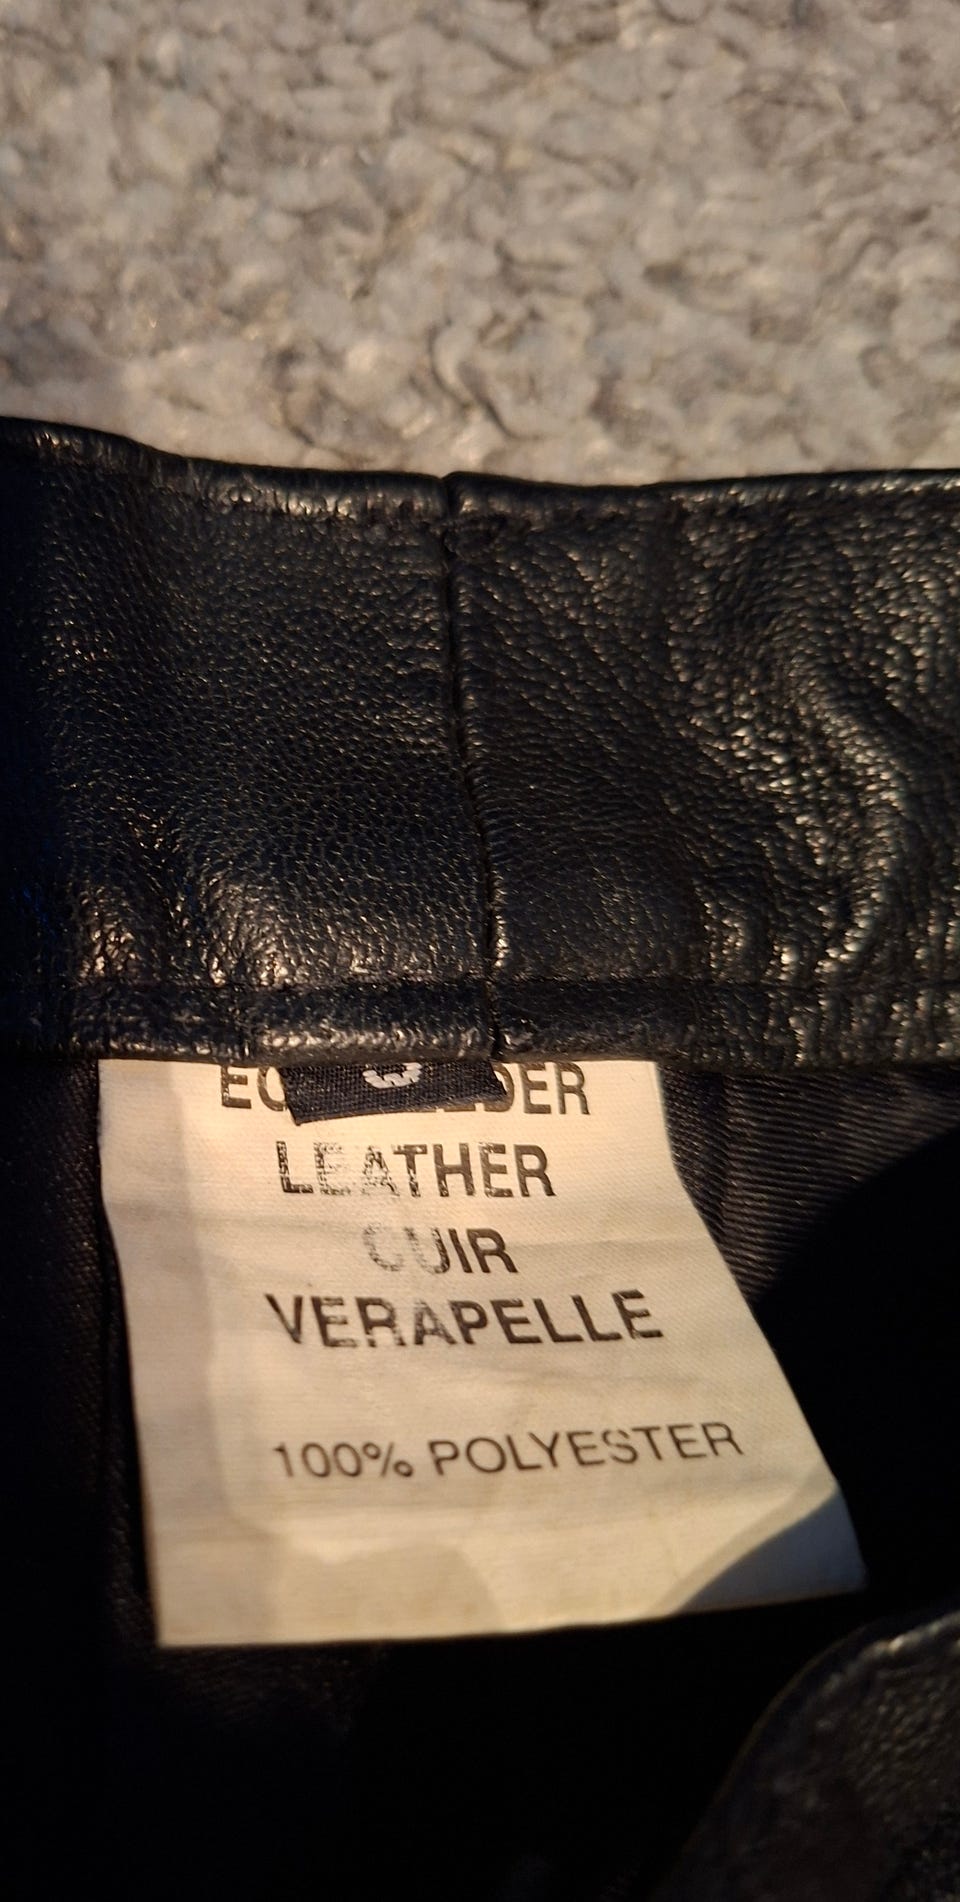 LEATHER
CUIR
VERAPELLE
100% POLYESTER